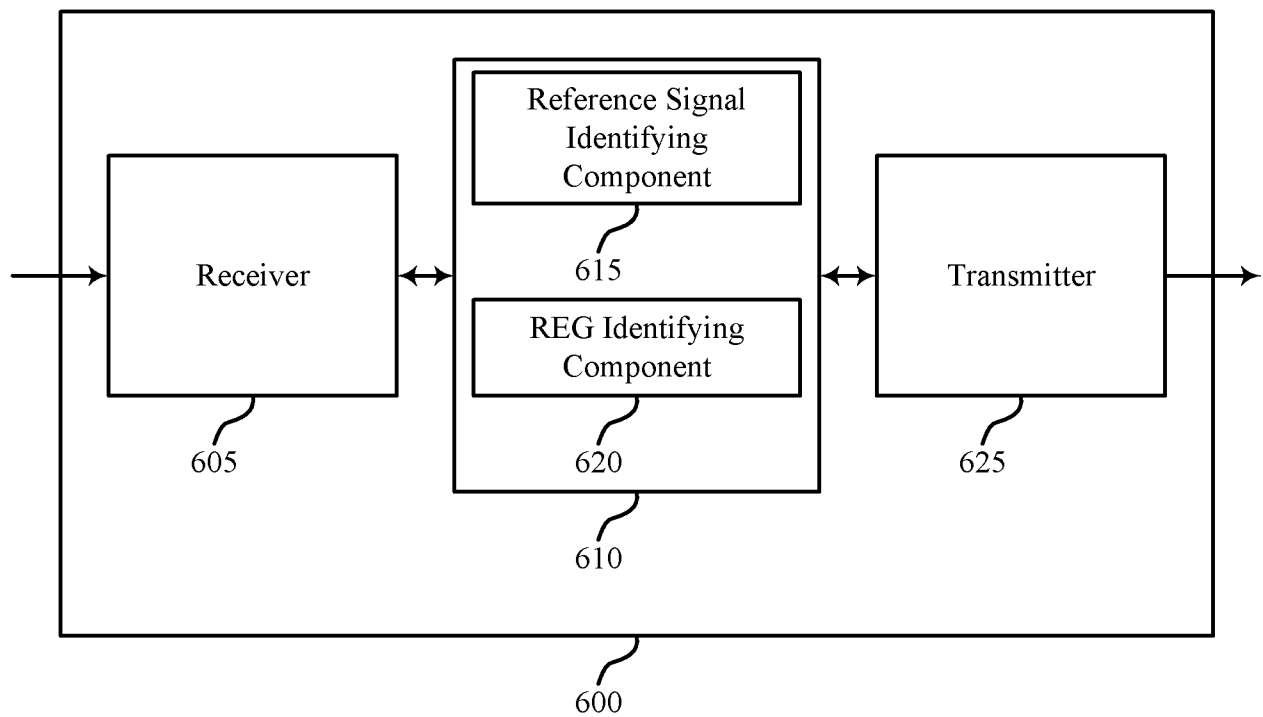 Reference Signal
Identifying
Component
615
Receiver
605
REG Identifying
Component
620
610
Transmitter
625
600